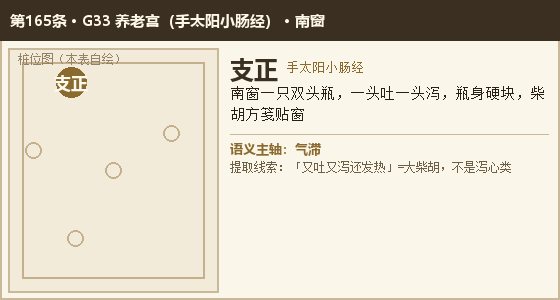 第165条・G33 养老宫（手太阳小肠经）・南窗
桩位图（本表自绘）
支正
支正 手太阳小肠经
南窗一只双头瓶，一头吐一头泻，瓶身硬块，柴
胡方笺贴窗
语义主轴：气滞
提取线索：「又吐又泻还发热」=大柴胡，不是泻心类